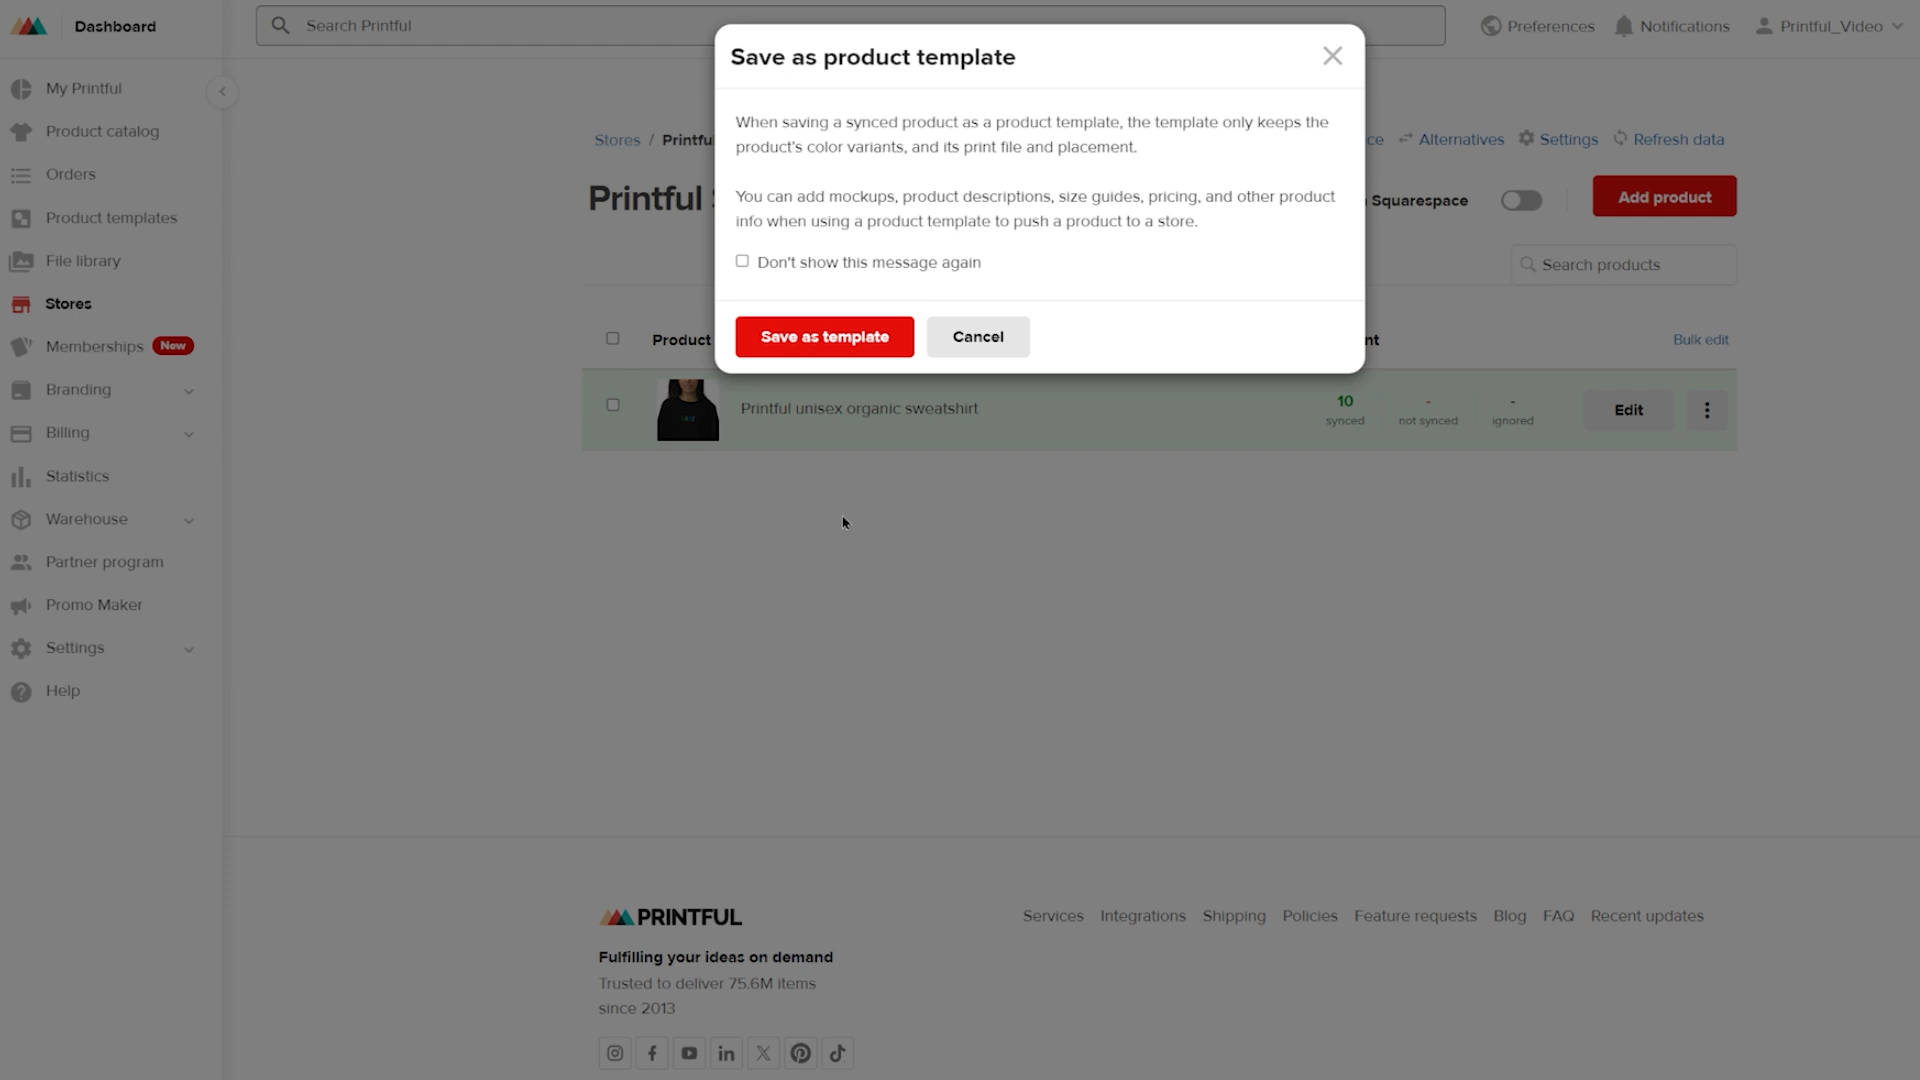 Dashboard
Search Printful
Preferences
Notifications
Printful_Video
Save as product template
When saving a synced product as a product template, the template only keeps the
product's color variants, and its print file and placement.
You can add mockups, product descriptions, size guides, pricing, and other product
info when using a product template to push a product to a store.
Don't show this message again
Save as template
Cancel
My Printful
Product catalog
Orders
Product templates
File library
Stores
Memberships New
Branding
Billing
Statistics
Warehouse
Partner program
Promo Maker
Settings
Help
Stores / Printfu
ce
Alternatives
Settings
Refresh data
Printful
Squarespace
Add product
Search products
Product
nt
Bulk edit
Printful unisex organic sweatshirt
10
synced
-
not synced
-
ignored
Edit
PRINTFUL
Fulfilling your ideas on demand
Trusted to deliver 75.6M items
since 2013
Services
Integrations
Shipping
Policies
Feature requests
Blog
FAQ
Recent updates